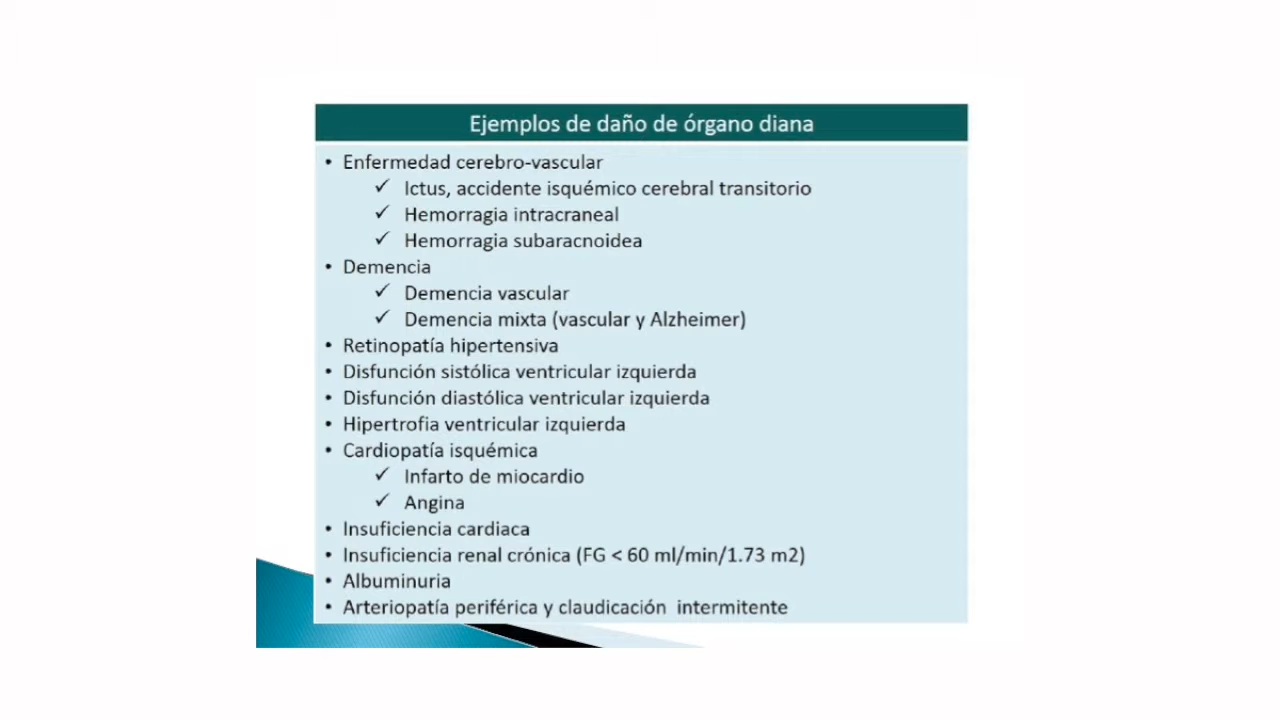 Ejemplos de daño de órgano diana
• Enfermedad cerebro-vascular
✓ Ictus, accidente isquémico cerebral transitorio
✓ Hemorragia intracraneal
✓ Hemorragia subaracnoidea
• Demencia
✓ Demencia vascular
✓ Demencia mixta (vascular y Alzheimer)
• Retinopatía hipertensiva
• Disfunción sistólica ventricular izquierda
• Disfunción diastólica ventricular izquierda
• Hipertrofia ventricular izquierda
• Cardiopatía isquémica
✓ Infarto de miocardio
✓ Angina
• Insuficiencia cardiaca
• Insuficiencia renal crónica (FG < 60 ml/min/1.73 m2)
• Albuminuria
• Arteriopatía periférica y claudicación intermitente